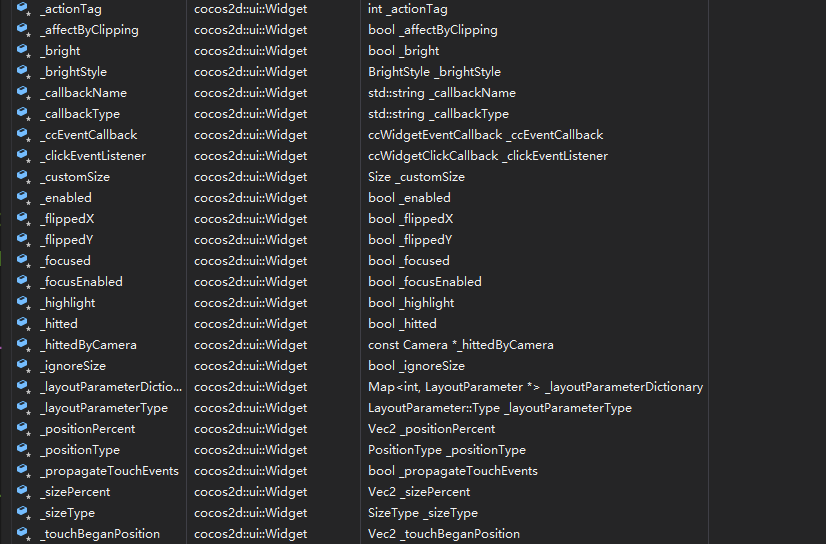 _actionTag cocos2d::ui::Widget int _actionTag
_affectByClipping cocos2d::ui::Widget bool _affectByClipping
_bright cocos2d::ui::Widget bool _bright
_brightStyle cocos2d::ui::Widget BrightStyle _brightStyle
_callbackName cocos2d::ui::Widget std::string _callbackName
_callbackType cocos2d::ui::Widget std::string _callbackType
_ccEventCallback cocos2d::ui::Widget ccWidgetEventCallback _ccEventCallback
_clickEventListener cocos2d::ui::Widget ccWidgetClickCallback _clickEventListener
_customSize cocos2d::ui::Widget Size _customSize
_enabled cocos2d::ui::Widget bool _enabled
_flippedX cocos2d::ui::Widget bool _flippedX
_flippedY cocos2d::ui::Widget bool _flippedY
_focused cocos2d::ui::Widget bool _focused
_focusEnabled cocos2d::ui::Widget bool _focusEnabled
_highlight cocos2d::ui::Widget bool _highlight
_hitted cocos2d::ui::Widget bool _hitted
_hittedByCamera cocos2d::ui::Widget const Camera *_hittedByCamera
_ignoreSize cocos2d::ui::Widget bool _ignoreSize
_layoutParameterDictio... cocos2d::ui::Widget Map<int, LayoutParameter *> _layoutParameterDictionary
_layoutParameterType cocos2d::ui::Widget LayoutParameter::Type _layoutParameterType
_positionPercent cocos2d::ui::Widget Vec2 _positionPercent
_positionType cocos2d::ui::Widget PositionType _positionType
_propagateTouchEvents cocos2d::ui::Widget bool _propagateTouchEvents
_sizePercent cocos2d::ui::Widget Vec2 _sizePercent
_sizeType cocos2d::ui::Widget SizeType _sizeType
_touchBeganPosition cocos2d::ui::Widget Vec2 _touchBeganPosition